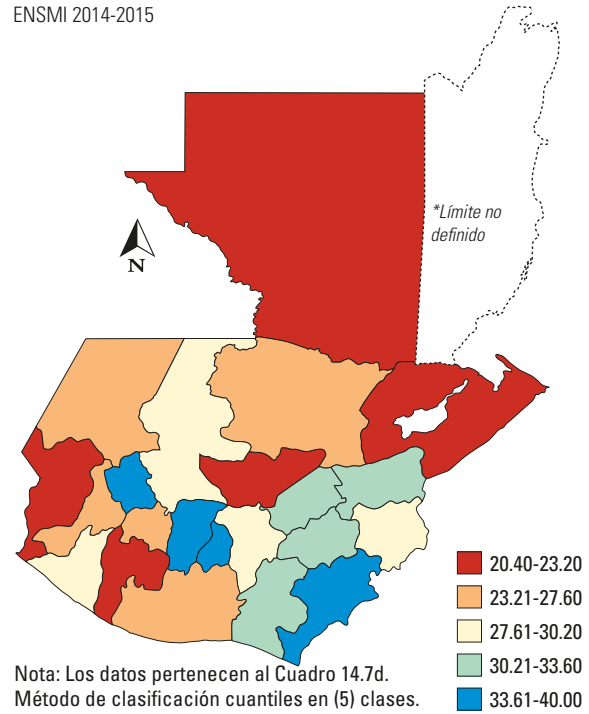 ENSMI 2014-2015
*Límite no
definido
N
20.40-23.20
23.21-27.60
27.61-30.20
30.21-33.60
33.61-40.00
Nota: Los datos pertenecen al Cuadro 14.7d.
Método de clasificación cuantiles en (5) clases.